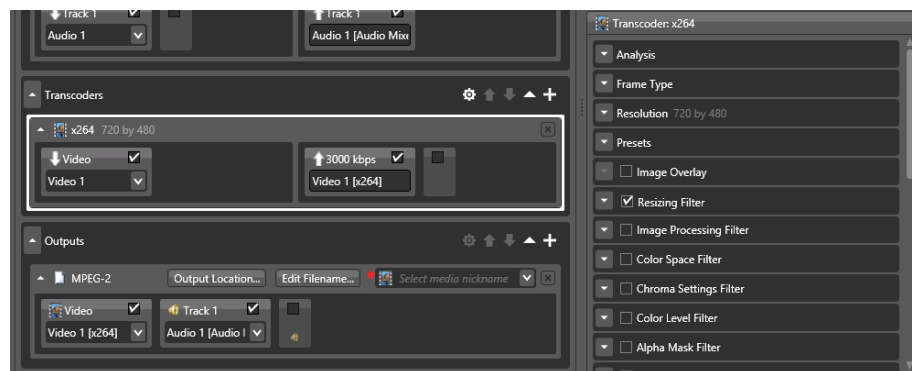 Track 1
Track 1
Audio 1
Audio 1 [Audio Mixe
Transcoders
x264 720 by 480
Video
3000 kbps
Video 1
Video 1 [x264]
Outputs
MPEG-2
Output Location...
Edit Filename...
* Select media nickname
Video
Track 1
Video 1 [x264]
Audio 1 [Audio I
Transcoder: x264
Analysis
Frame Type
Resolution 720 by 480
Presets
Image Overlay
Resizing Filter
Image Processing Filter
Color Space Filter
Chroma Settings Filter
Color Level Filter
Alpha Mask Filter